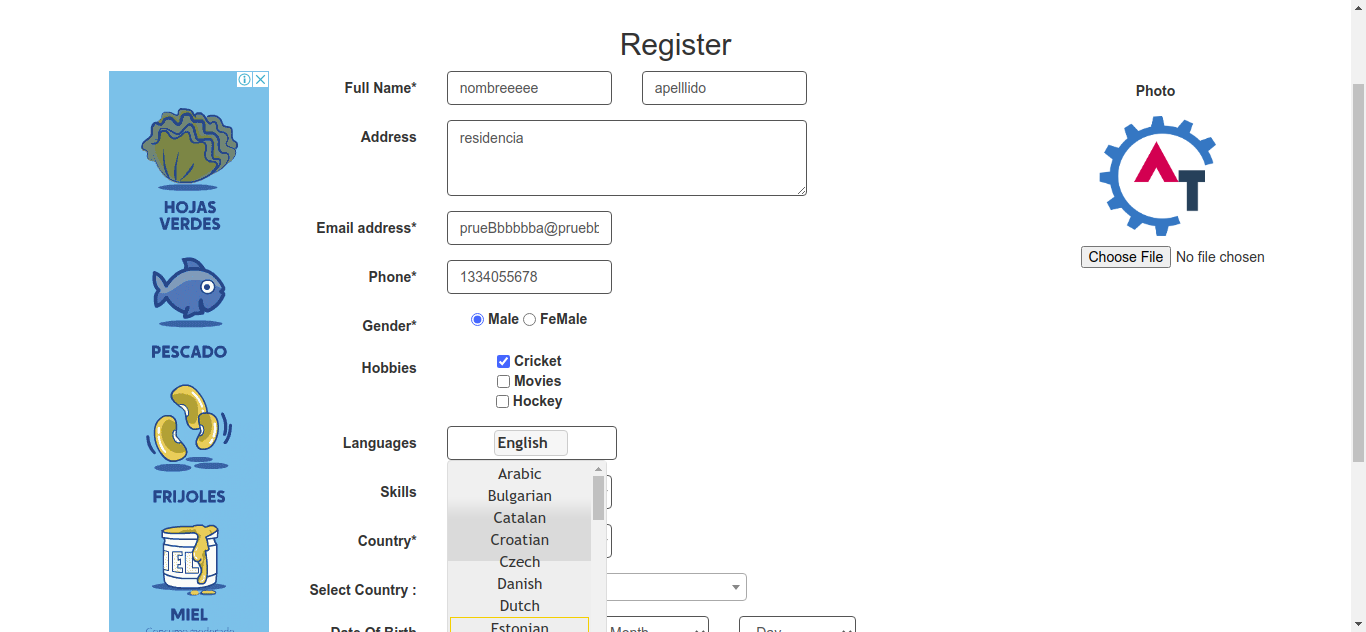 Register
HOJAS
VERDES
PESCADO
FRIJOLES
MIEL
Full Name* nombreeeee apelllido
Address residencia
Email address* prueBbbbbba@pruebb
Phone* 1334055678
Gender* Male FeMale
Hobbies Cricket
Movies
Hockey
Languages English
Arabic
Bulgarian
Catalan
Croatian
Czech
Danish
Dutch
Estonian
Skills
Country*
Select Country :
Date Of Birth Month Day
Photo
AT
Choose File No file chosen